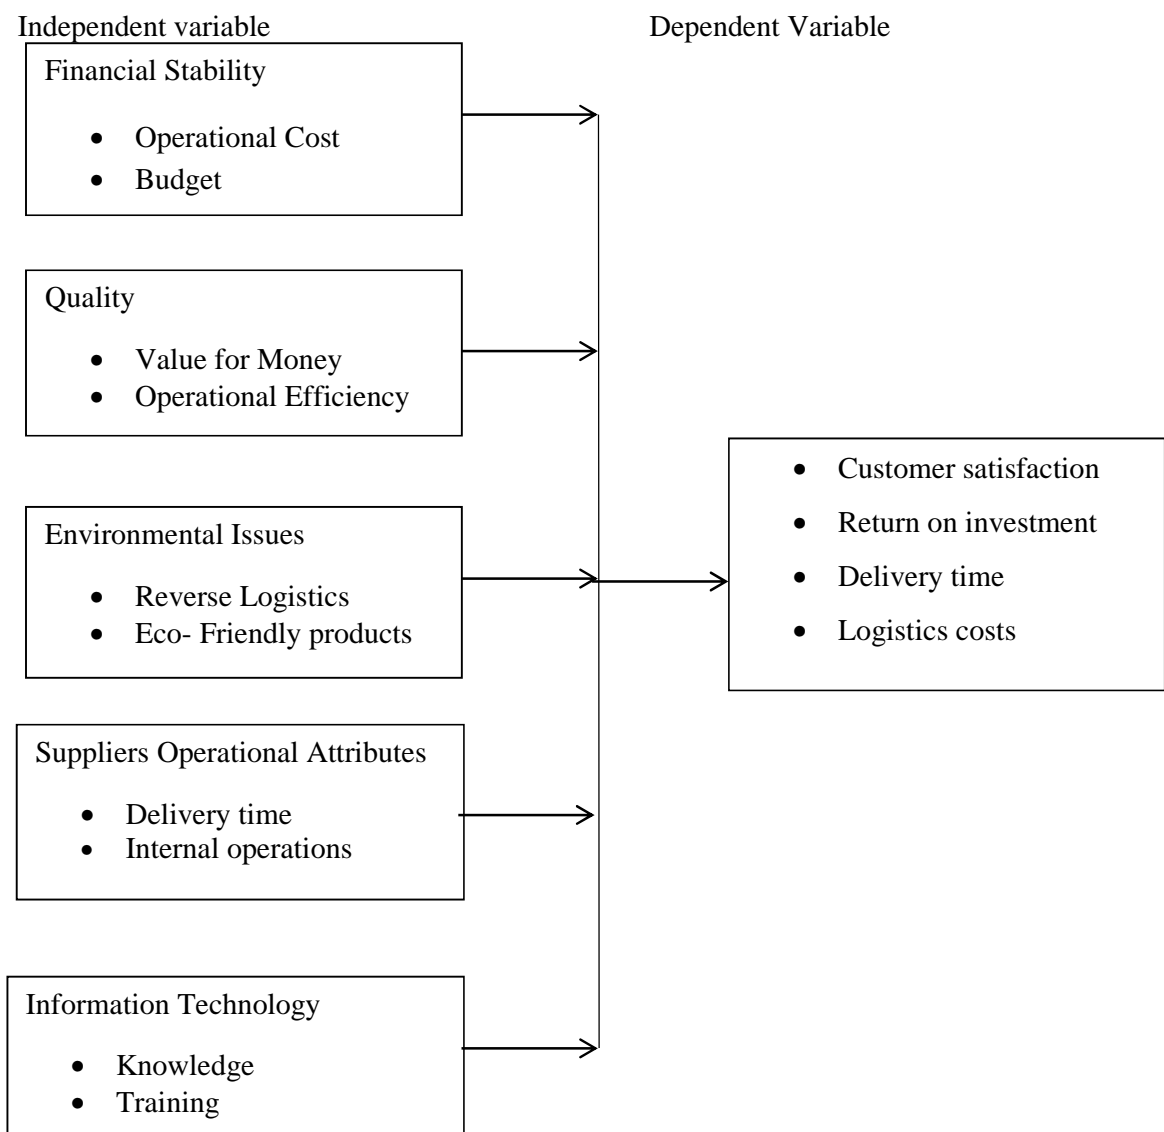 Independent variable
Dependent Variable
Financial Stability
• Operational Cost
• Budget
Quality
• Value for Money
• Operational Efficiency
Environmental Issues
• Reverse Logistics
• Eco- Friendly products
Suppliers Operational Attributes
• Delivery time
• Internal operations
Information Technology
• Knowledge
• Training
• Customer satisfaction
• Return on investment
• Delivery time
• Logistics costs